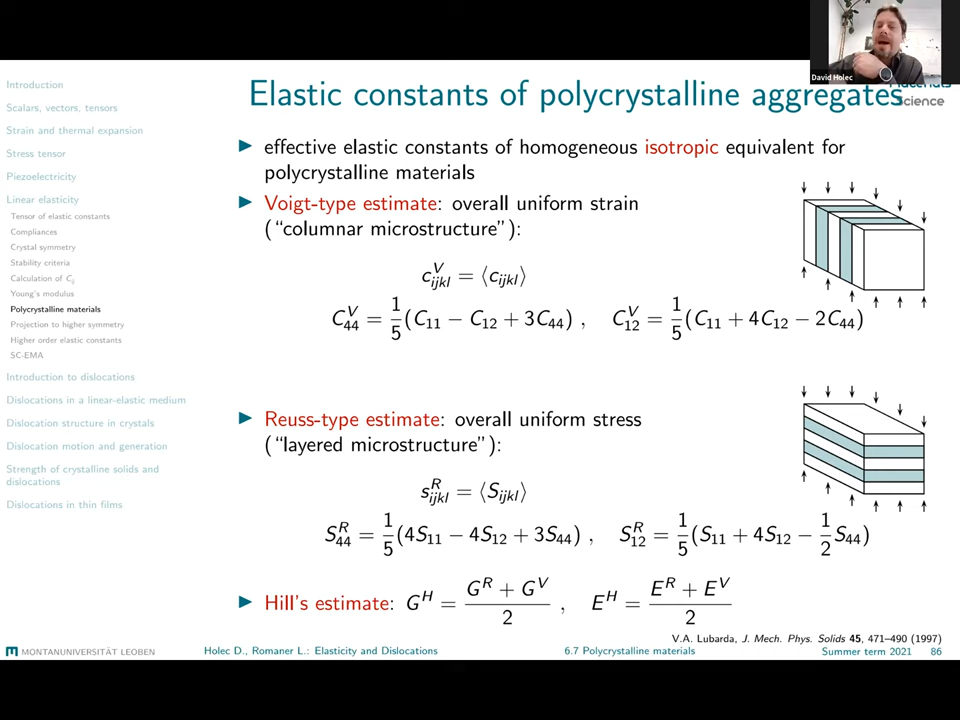 David Holec
Materials
Science
Introduction
Scalars, vectors, tensors
Strain and thermal expansion
Stress tensor
Piezoelectricity
Linear elasticity
Tensor of elastic constants
Compliances
Crystal symmetry
Stability criteria
Calculation of Cij
Young's modulus
Polycrystalline materials
Projection to higher symmetry
Higher order elastic constants
SC-EMA
Introduction to dislocations
Dislocations in a linear-elastic medium
Dislocation structure in crystals
Dislocation motion and generation
Strength of crystalline solids and
dislocations
Dislocations in thin films
Elastic constants of polycrystalline aggregates
▶ effective elastic constants of homogeneous isotropic equivalent for
polycrystalline materials
▶ Voigt-type estimate: overall uniform strain
("columnar microstructure"):
c^V_ijkl = ⟨c_ijkl⟩
C^V_44 = 1/5 (C_11 − C_12 + 3C_44) , C^V_12 = 1/5 (C_11 + 4C_12 − 2C_44)
▶ Reuss-type estimate: overall uniform stress
("layered microstructure"):
s^R_ijkl = ⟨S_ijkl⟩
S^R_44 = 1/5 (4S_11 − 4S_12 + 3S_44) , S^R_12 = 1/5 (S_11 + 4S_12 − 1/2 S_44)
▶ Hill's estimate: G^H = (G^R + G^V)/2 , E^H = (E^R + E^V)/2
V.A. Lubarda, J. Mech. Phys. Solids 45, 471–490 (1997)
MONTANUNIVERSITÄT LEOBEN
Holec D., Romaner L.: Elasticity and Dislocations
6.7 Polycrystalline materials
Summer term 2021 86